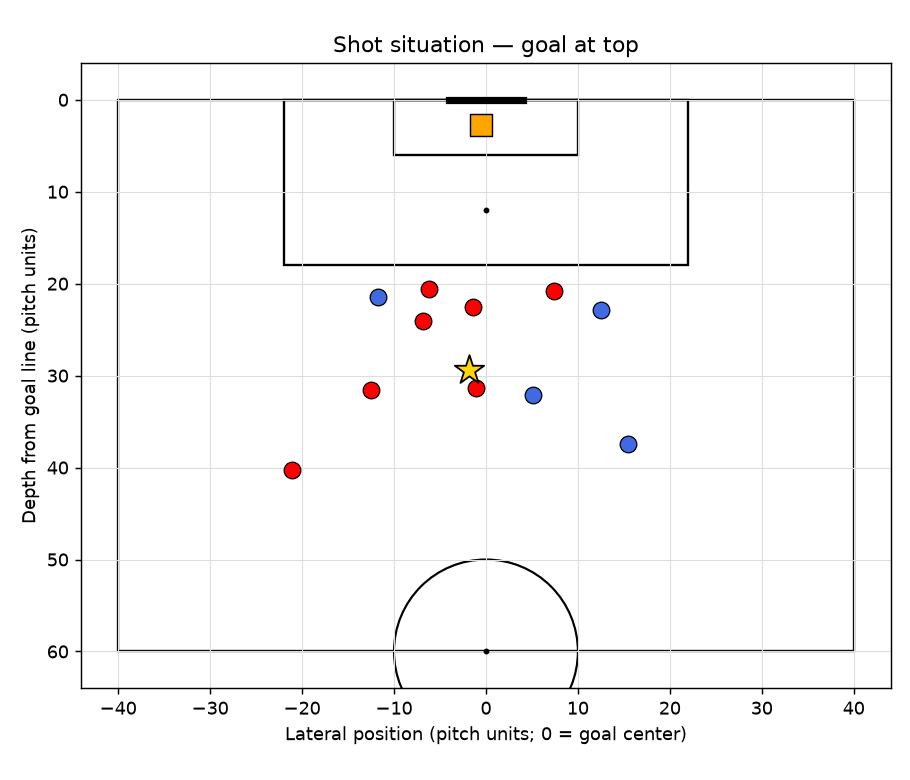 Shot situation — goal at top
0
10
20
30
40
50
60
Depth from goal line (pitch units)
−40 −30 −20 −10 0 10 20 30 40
Lateral position (pitch units; 0 = goal center)